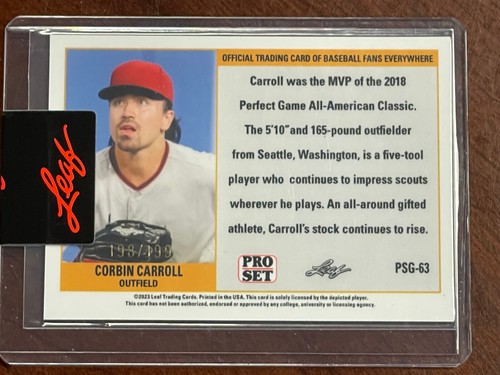 OFFICIAL TRADING CARD OF BASEBALL FANS EVERYWHERE
Carroll was the MVP of the 2018
Perfect Game All-American Classic.
The 5'10" and 165-pound outfielder
from Seattle, Washington, is a five-tool
player who continues to impress scouts
wherever he plays. An all-around gifted
athlete, Carroll's stock continues to rise.
Leaf
198/199
CORBIN CARROLL
OUTFIELD
PRO
SET
Leaf
PSG-63
©2023 Leaf Trading Cards. Printed in the USA. This card is solely licensed by the depicted player.
This card has not been authorized, endorsed or approved by any college, university or licensing agency.